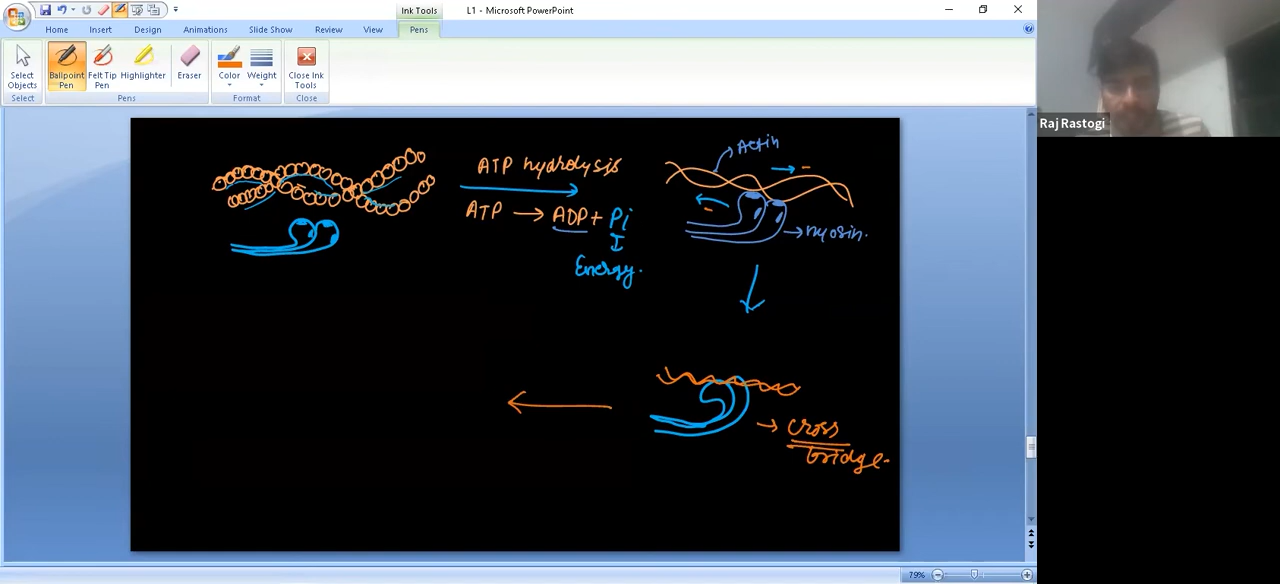 Ink Tools
L1 - Microsoft PowerPoint
Home Insert Design Animations Slide Show Review View Pens
Select Objects
Ballpoint Pen
Felt Tip Pen
Highlighter
Eraser
Color
Weight
Close Ink Tools
Select Pens Format Close
Raj Rastogi
ATP hydrolysis
ATP → ADP + Pi
Energy.
Actin
myosin.
cross
bridge.
79%